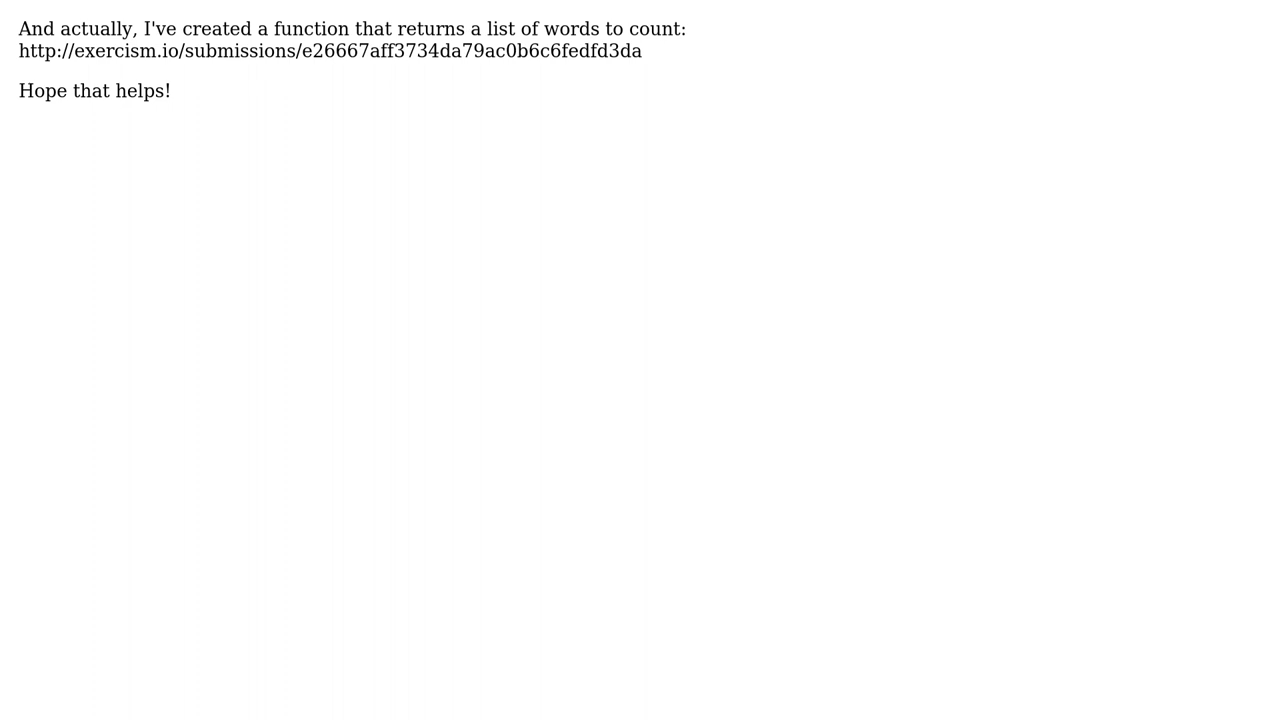 And actually, I've created a function that returns a list of words to count:
http://exercism.io/submissions/e26667aff3734da79ac0b6c6fedfd3da
Hope that helps!